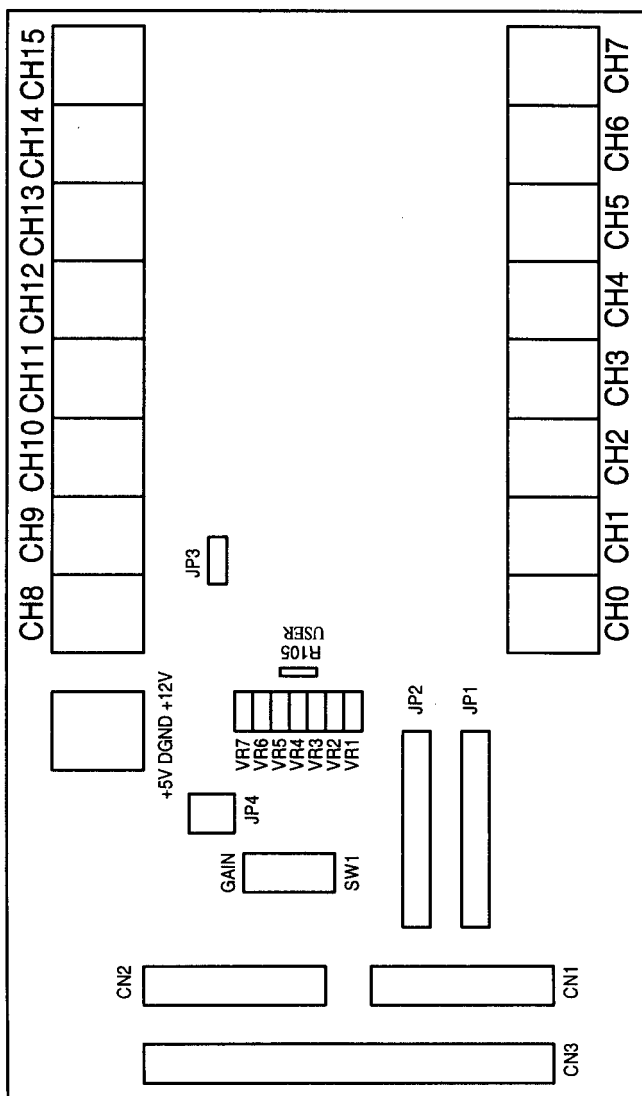 CH8 CH9 CH10 CH11 CH12 CH13 CH14 CH15
+5V DGND +12V
JP3
GAIN
JP4
SW1
VR7
VR6
VR5
VR4
VR3
VR2
VR1
R105
USER
CN2
JP2
JP1
CN1
CN3
CH0 CH1 CH2 CH3 CH4 CH5 CH6 CH7